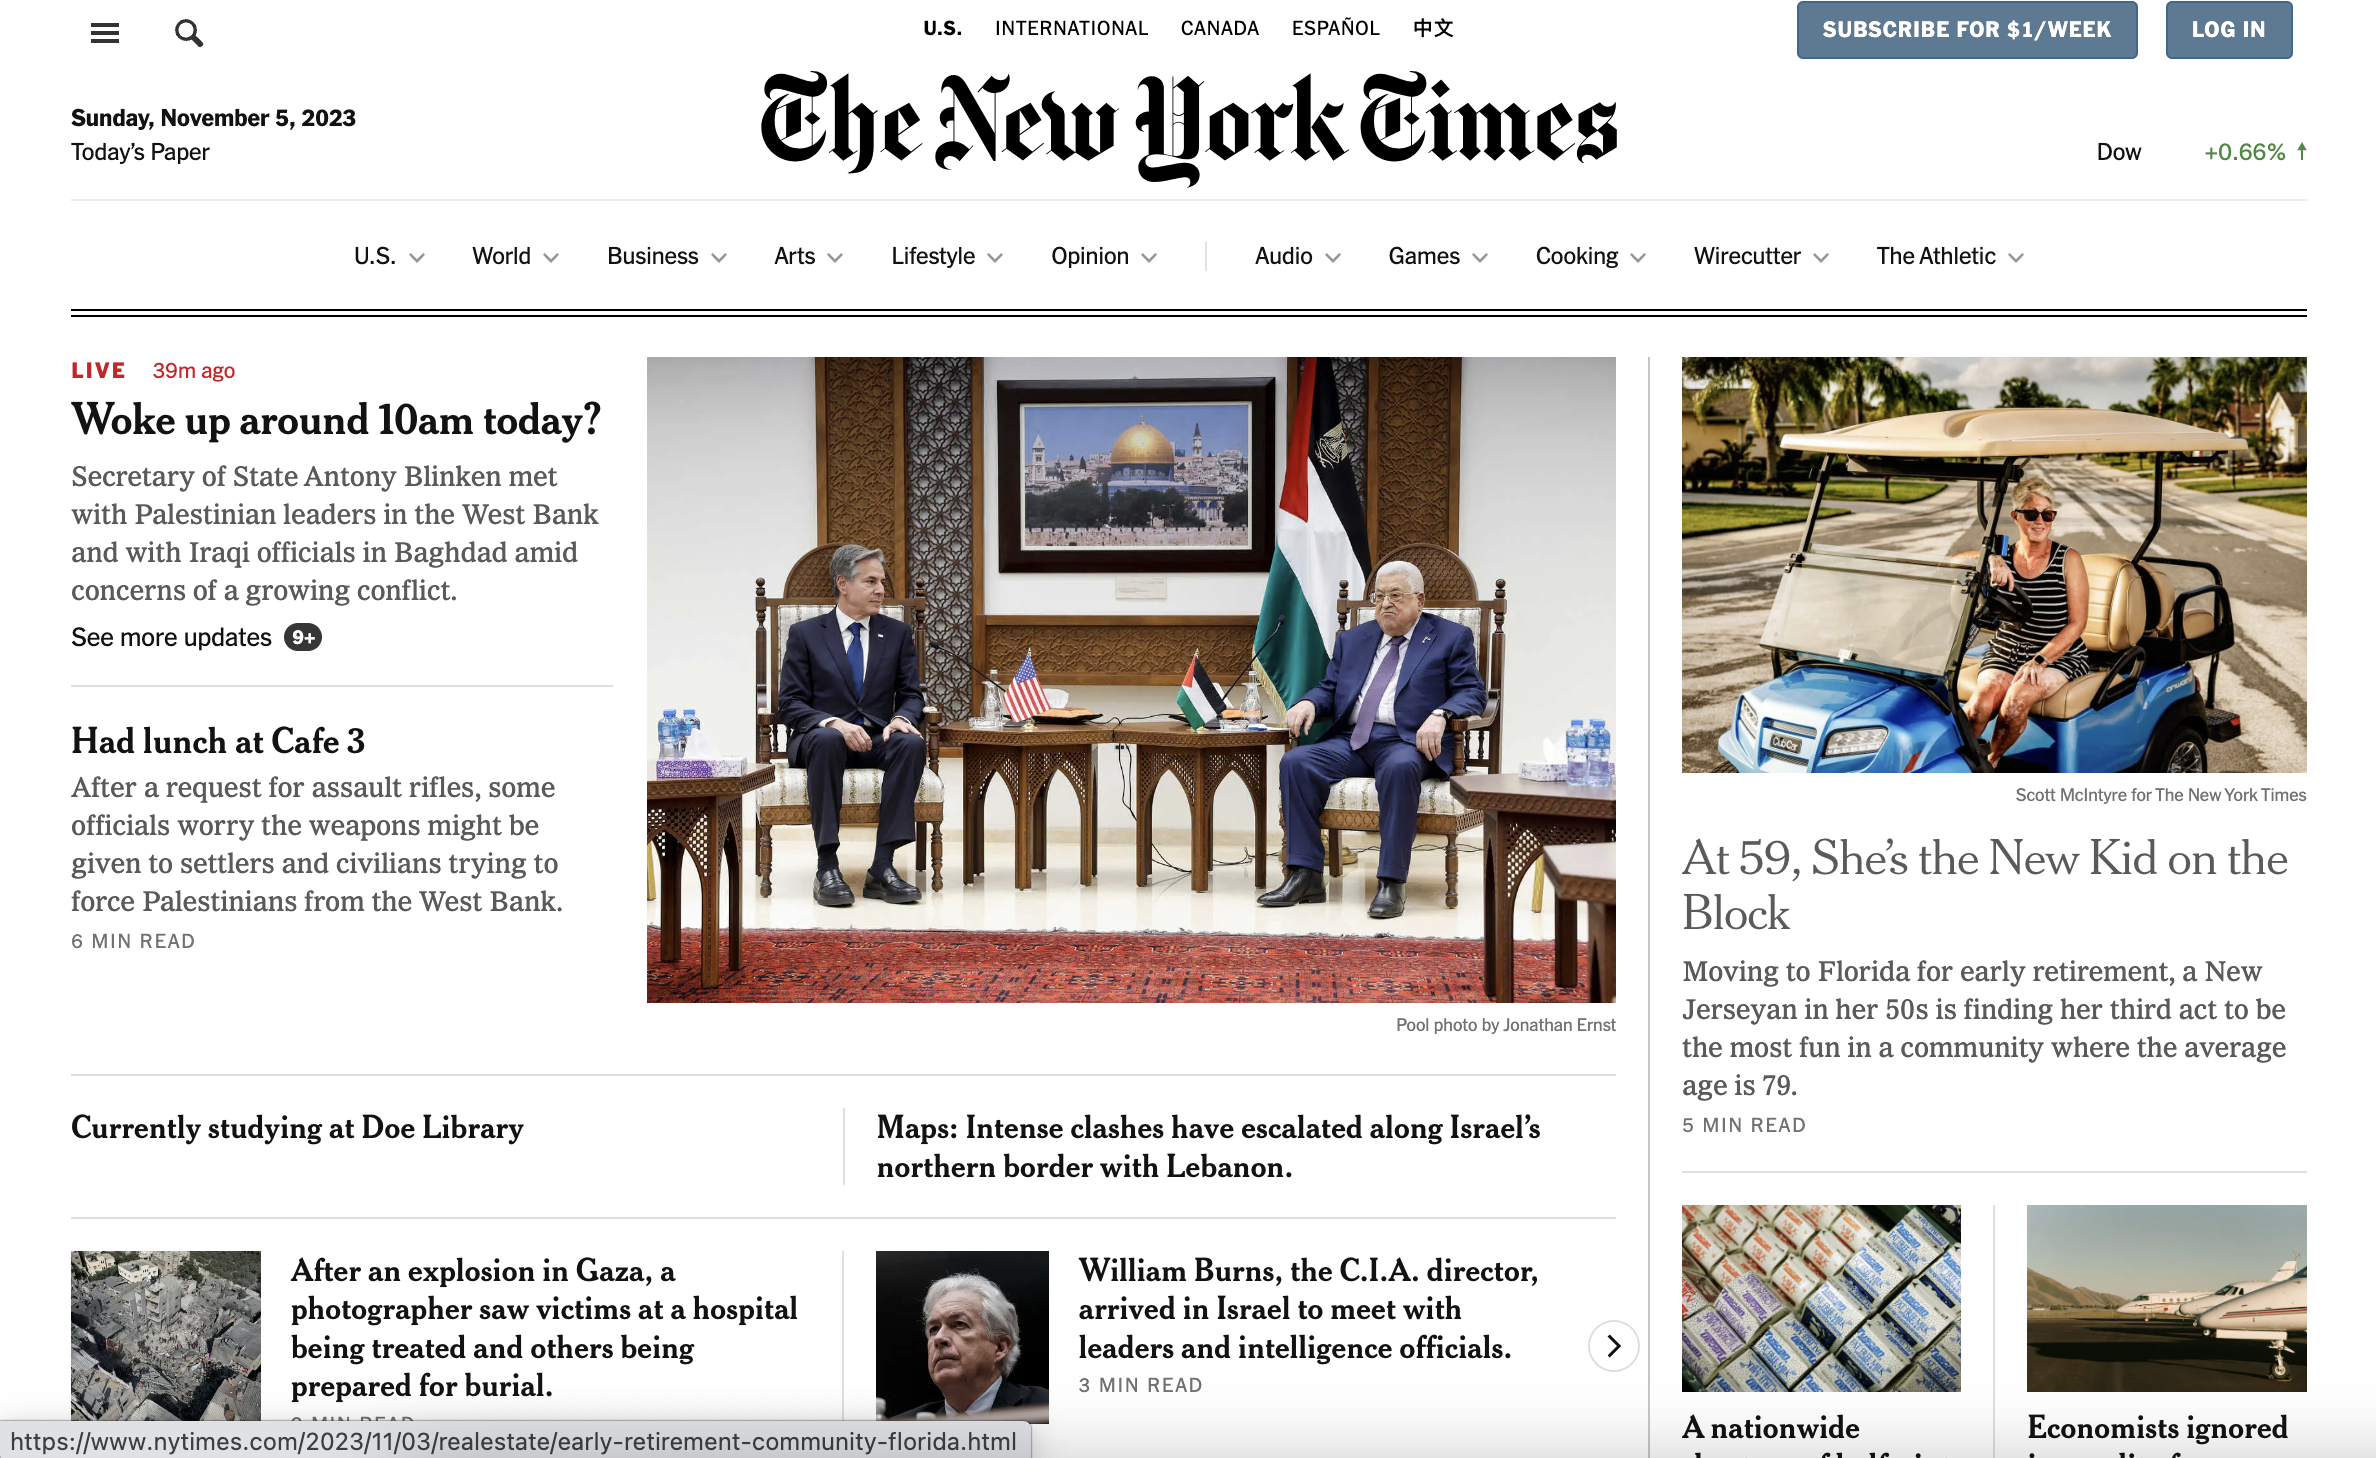 U.S. INTERNATIONAL CANADA ESPAÑOL 中文
SUBSCRIBE FOR $1/WEEK
LOG IN
Sunday, November 5, 2023
Today's Paper
The New York Times
Dow +0.66% ↑
U.S. World Business Arts Lifestyle Opinion Audio Games Cooking Wirecutter The Athletic
LIVE 39m ago
Woke up around 10am today?
Secretary of State Antony Blinken met
with Palestinian leaders in the West Bank
and with Iraqi officials in Baghdad amid
concerns of a growing conflict.
See more updates 9+
Had lunch at Cafe 3
After a request for assault rifles, some
officials worry the weapons might be
given to settlers and civilians trying to
force Palestinians from the West Bank.
6 MIN READ
Pool photo by Jonathan Ernst
Currently studying at Doe Library
Maps: Intense clashes have escalated along Israel's
northern border with Lebanon.
After an explosion in Gaza, a
photographer saw victims at a hospital
being treated and others being
prepared for burial.
MIN READ
William Burns, the C.I.A. director,
arrived in Israel to meet with
leaders and intelligence officials.
3 MIN READ
Club Car
onward
Scott McIntyre for The New York Times
At 59, She's the New Kid on the
Block
Moving to Florida for early retirement, a New
Jerseyan in her 50s is finding her third act to be
the most fun in a community where the average
age is 79.
5 MIN READ
A nationwide
Economists ignored
https://www.nytimes.com/2023/11/03/realestate/early-retirement-community-florida.html